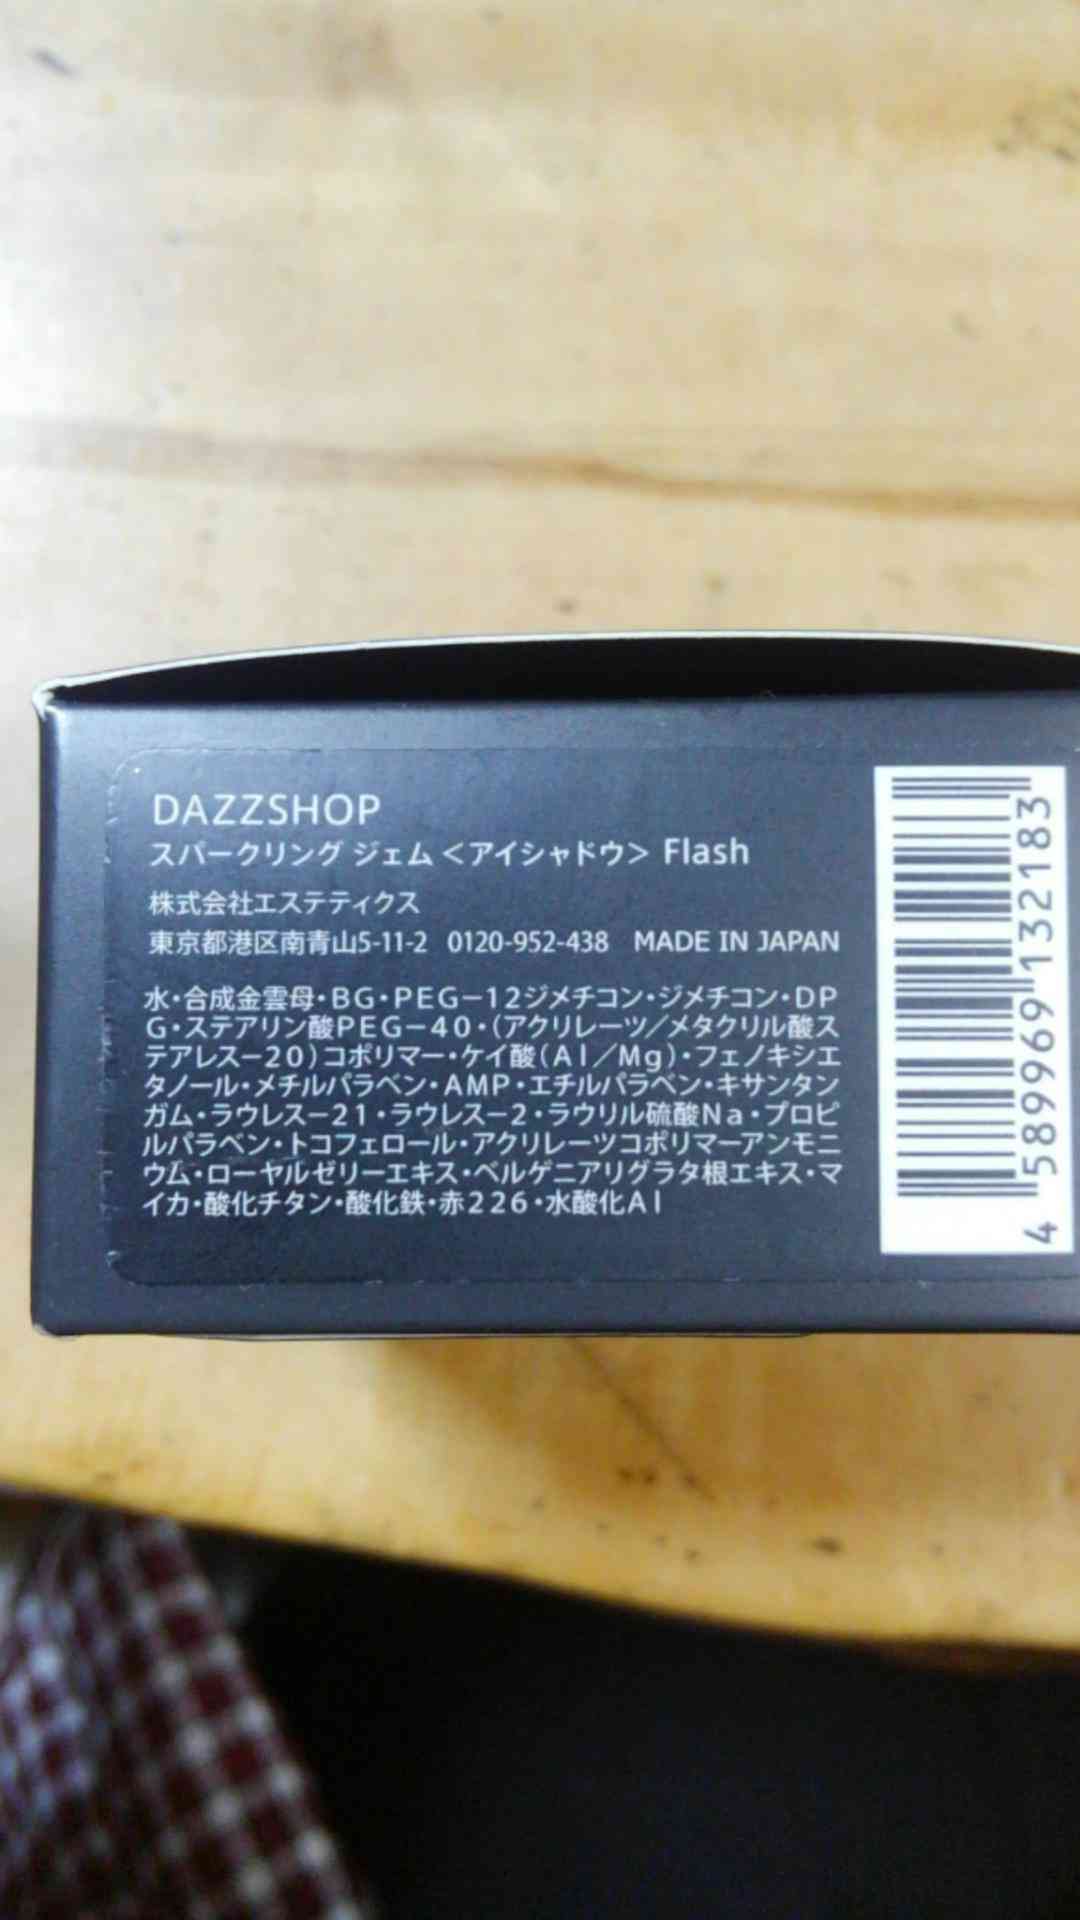 DAZZSHOP
スパークリング ジェム＜アイシャドウ＞ Flash
株式会社エステティクス
東京都港区南青山5-11-2 0120-952-438 MADE IN JAPAN
水・合成金雲母・ＢＧ・ＰＥＧ－１２ジメチコン・ジメチコン・ＤＰ
Ｇ・ステアリン酸ＰＥＧ－４０・（アクリレーツ／メタクリル酸ス
テアレス－２０）コポリマー・ケイ酸（Ａｌ／Ｍｇ）・フェノキシエ
タノール・メチルパラベン・ＡＭＰ・エチルパラベン・キサンタン
ガム・ラウレス－２１・ラウレス－２・ラウリル硫酸Ｎａ・プロピ
ルパラベン・トコフェロール・アクリレーツコポリマーアンモニ
ウム・ローヤルゼリーエキス・ベルゲニアリグラタ根エキス・マ
イカ・酸化チタン・酸化鉄・赤２２６・水酸化Ａｌ
4 589969 132183